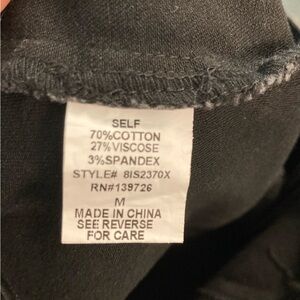 SELF
70%COTTON
27%VISCOSE
3%SPANDEX
STYLE# 8IS2370X
RN#139726
M
MADE IN CHINA
SEE REVERSE
FOR CARE